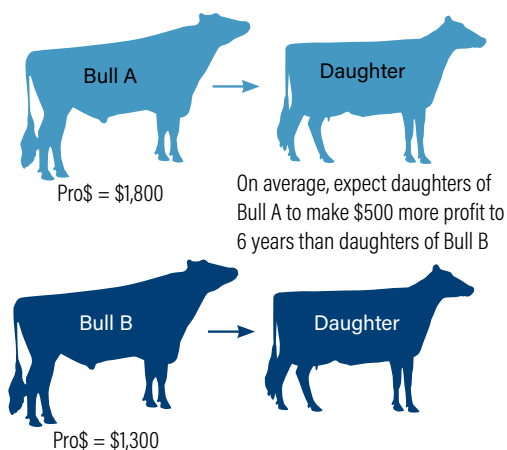 Bull A
Daughter
Pro$ = $1,800
On average, expect daughters of
Bull A to make $500 more profit to
6 years than daughters of Bull B
Bull B
Daughter
Pro$ = $1,300